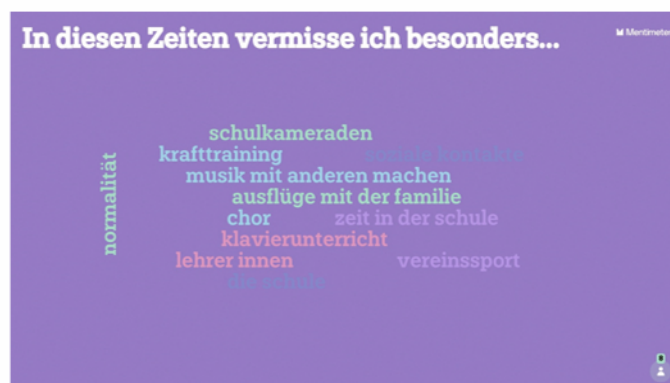 In diesen Zeiten vermisse ich besonders...
Mentimeter
schulkameraden
krafttraining
soziale kontakte
musik mit anderen machen
ausflüge mit der familie
normalität
chor
zeit in der schule
klavierunterricht
lehrer innen
vereinssport
die schule